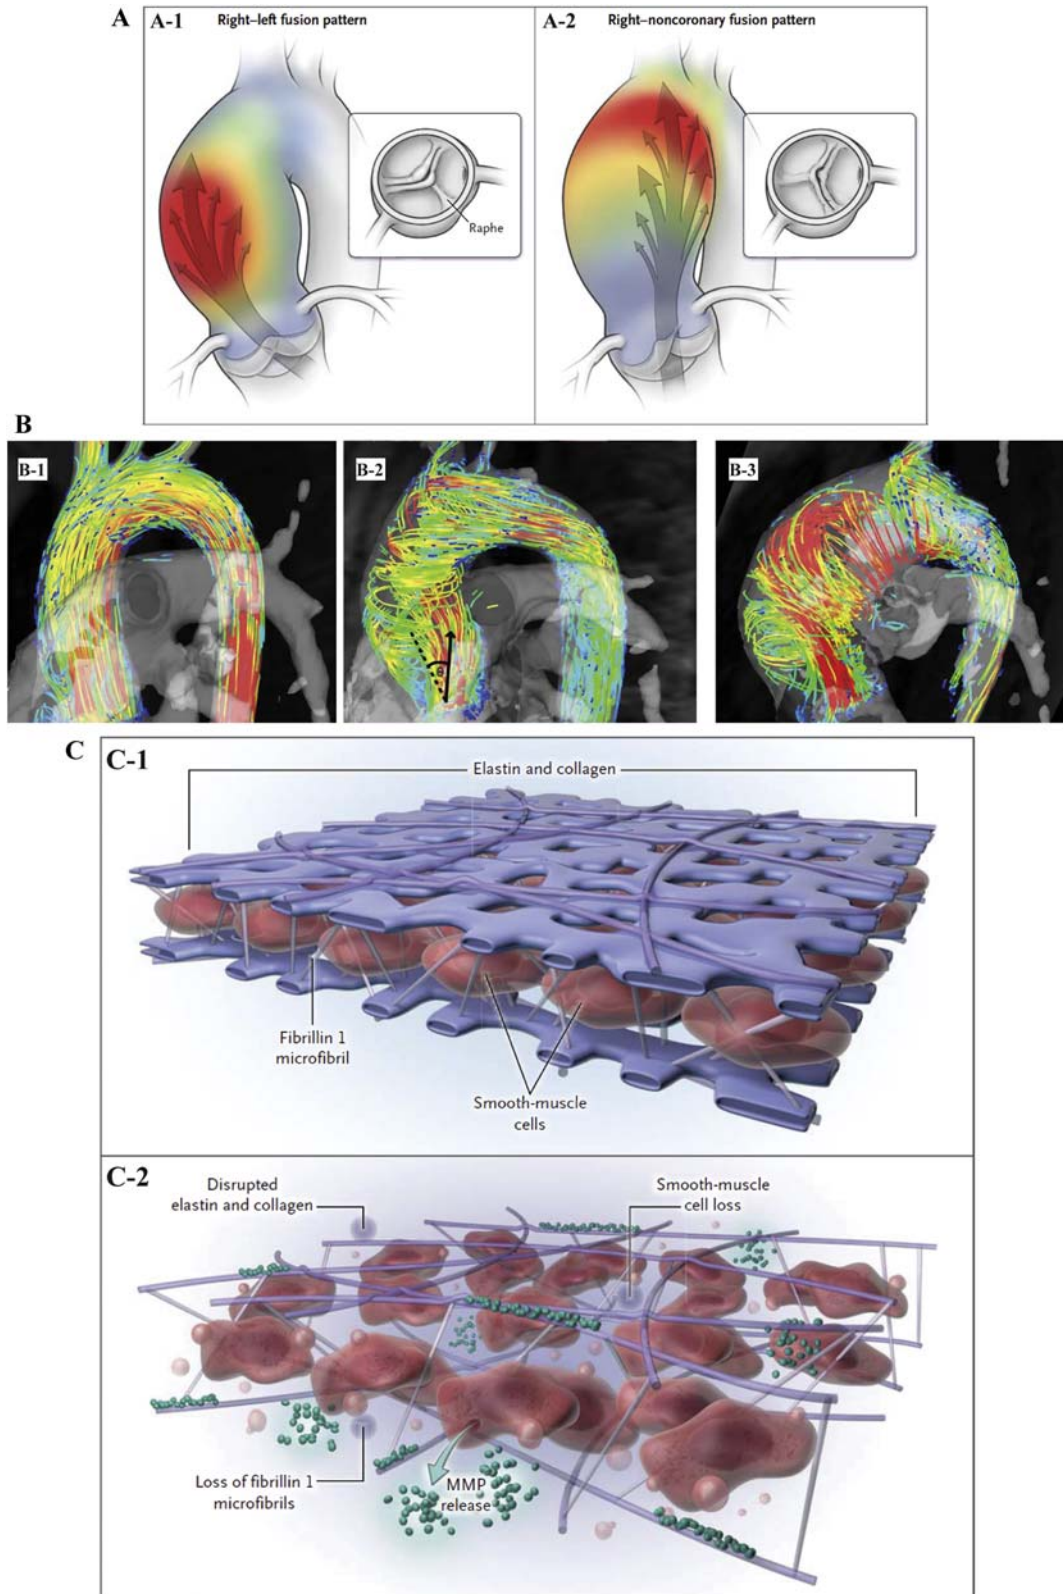 A
A-1
Right–left fusion pattern
A-2
Right–noncoronary fusion pattern
Raphe
B
B-1
B-2
θ
B-3
C
C-1
Elastin and collagen
Fibrillin 1
microfibril
Smooth-muscle
cells
C-2
Disrupted
elastin and collagen
Smooth-muscle
cell loss
Loss of fibrillin 1
microfibrils
MMP
release